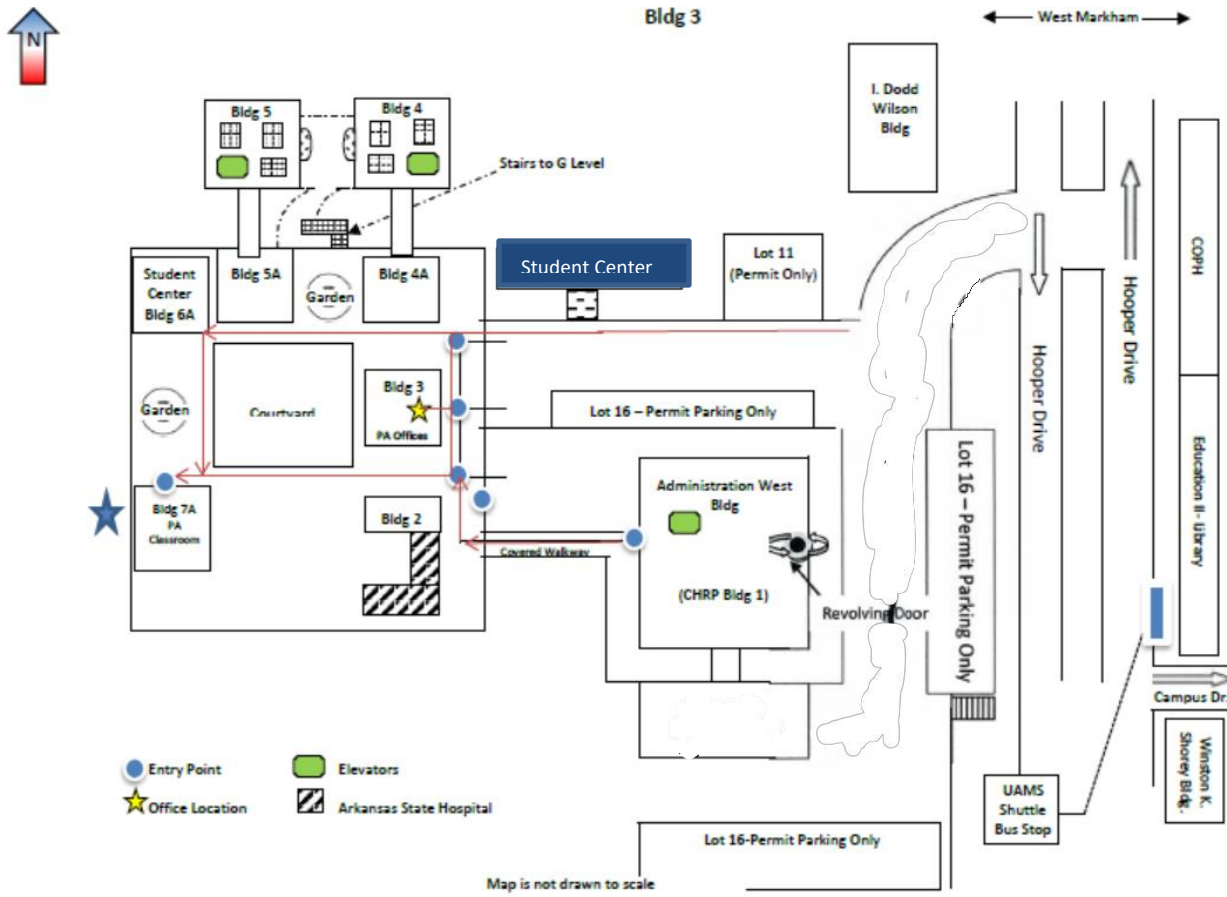 Bldg 3
West Markham
N
I. Dodd
Wilson
Bldg
Bldg 5
Bldg 4
Stairs to G Level
Student Center
Lot 11
(Permit Only)
Student
Center
Bldg 6A
Bldg 5A
Garden
Bldg 4A
COPH
Hooper Drive
Hooper Drive
Bldg 3
PA Offices
Garden
Courtyard
Lot 16 – Permit Parking Only
Lot 16 – Permit Parking Only
Education II- Library
Administration West
Bldg
(CHRP Bldg 1)
Revolving Door
Bldg 7A
PA
Classroom
Bldg 2
Covered Walkway
Campus Dr.
Winston K.
Shorey Bldg.
Entry Point
Elevators
Office Location
Arkansas State Hospital
UAMS
Shuttle
Bus Stop
Lot 16-Permit Parking Only
Map is not drawn to scale